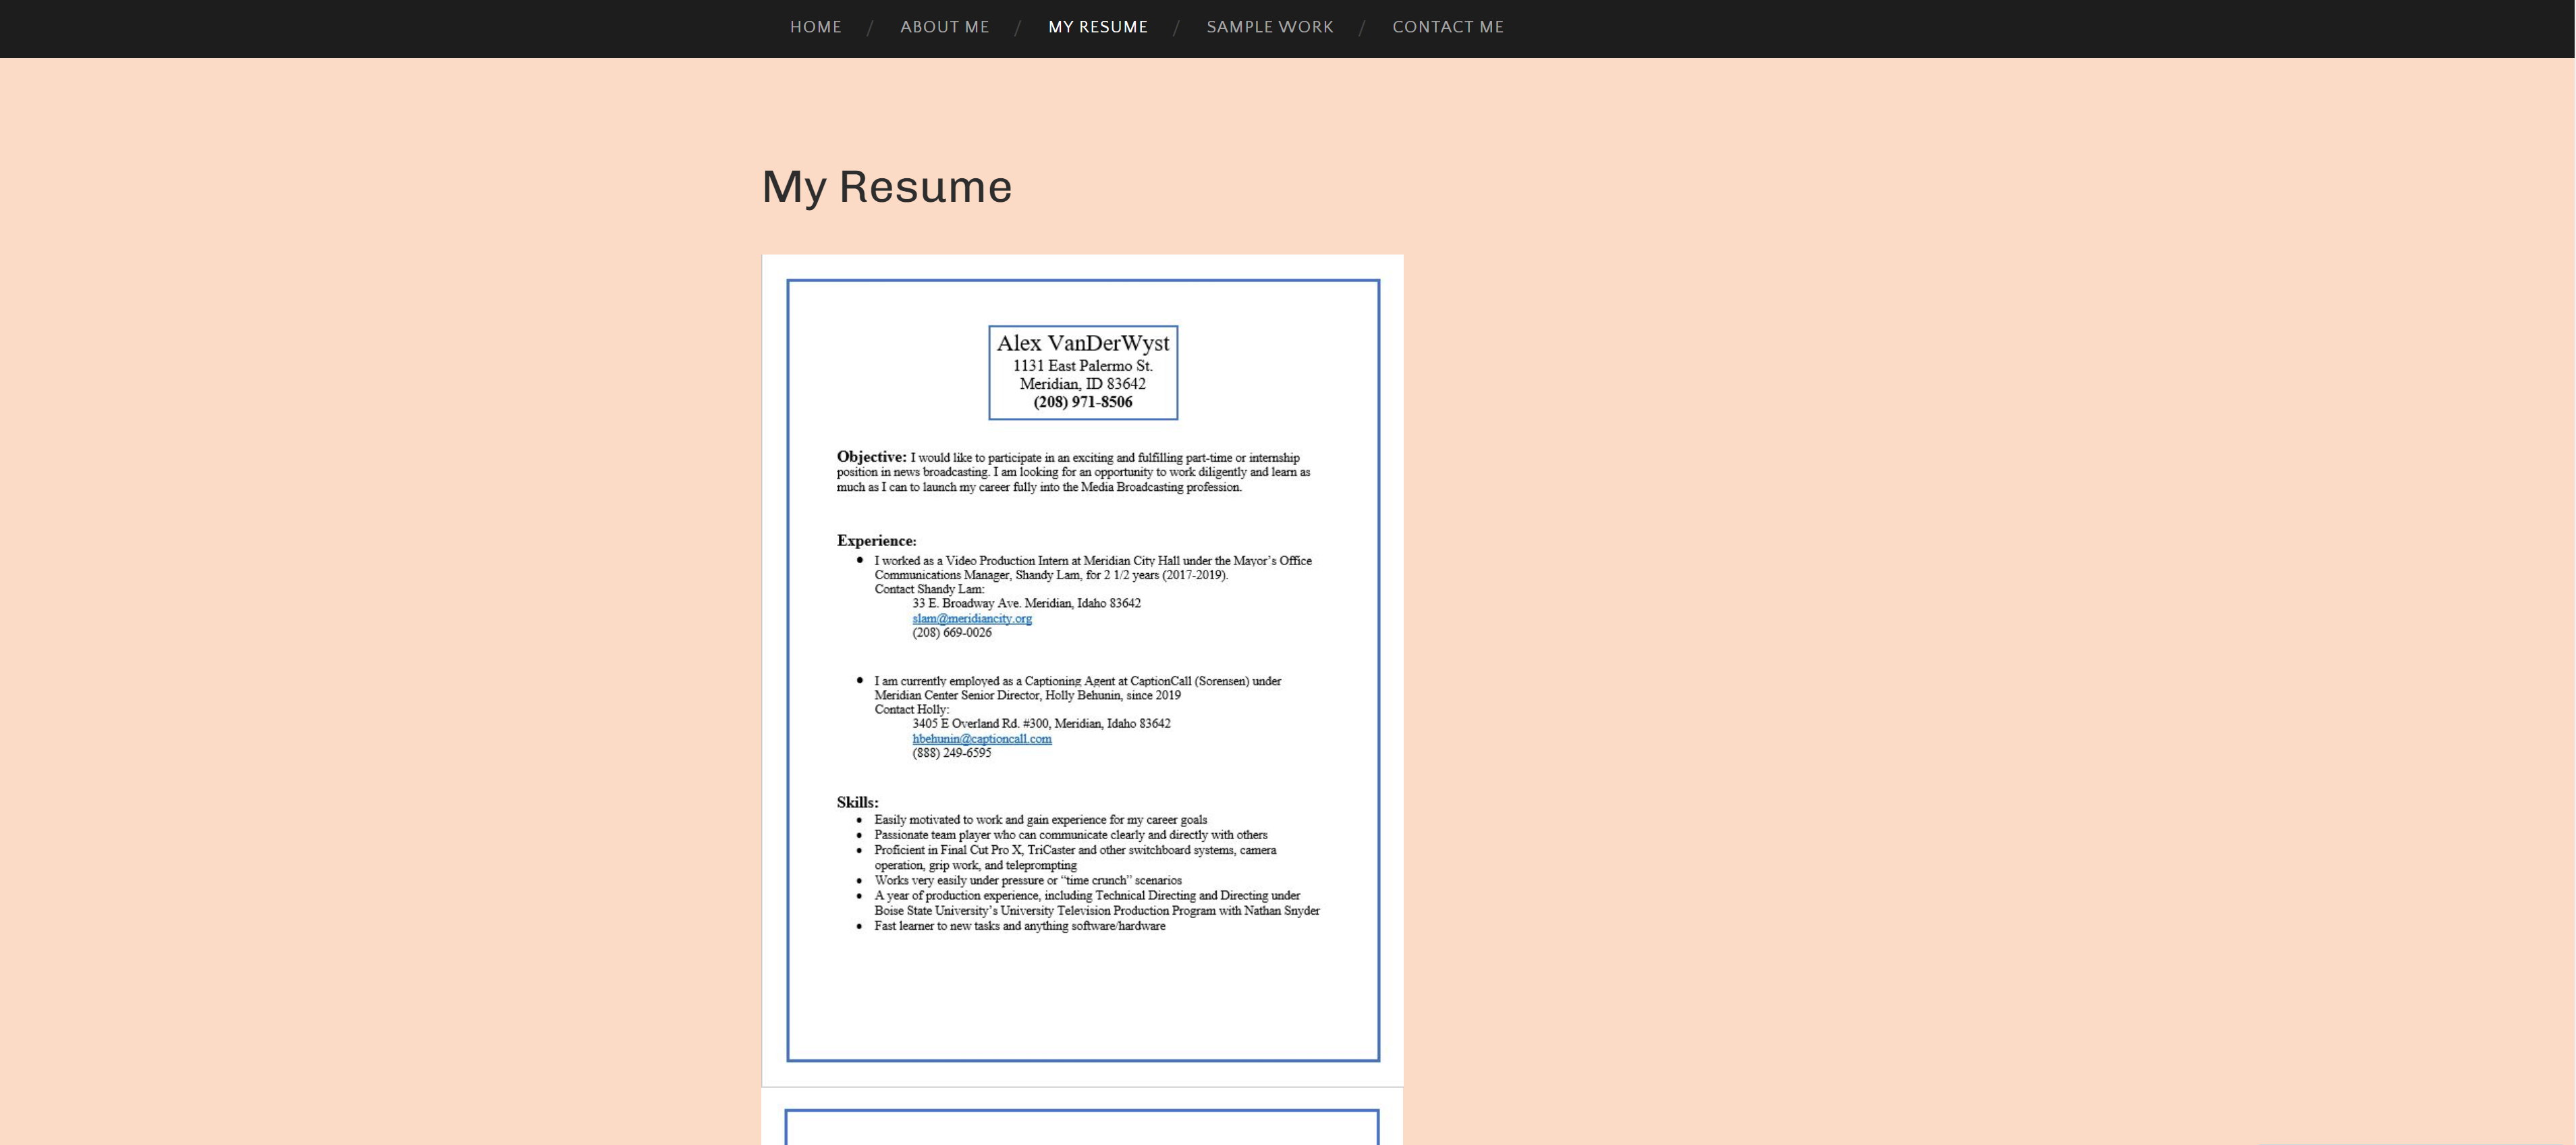 HOME / ABOUT ME / MY RESUME / SAMPLE WORK / CONTACT ME
My Resume
Alex VanDerWyst
1131 East Palermo St.
Meridian, ID 83642
(208) 971-8506
Objective: I would like to participate in an exciting and fulfilling part-time or internship
position in news broadcasting. I am looking for an opportunity to work diligently and learn as
much as I can to launch my career fully into the Media Broadcasting profession.
Experience:
• I worked as a Video Production Intern at Meridian City Hall under the Mayor's Office
Communications Manager, Shandy Lam, for 2 1/2 years (2017-2019).
Contact Shandy Lam:
33 E. Broadway Ave. Meridian, Idaho 83642
slam@meridiancity.org
(208) 669-0026
• I am currently employed as a Captioning Agent at CaptionCall (Sorensen) under
Meridian Center Senior Director, Holly Behunin, since 2019
Contact Holly:
3405 E Overland Rd. #300, Meridian, Idaho 83642
hbehunin@captioncall.com
(888) 249-6595
Skills:
• Easily motivated to work and gain experience for my career goals
• Passionate team player who can communicate clearly and directly with others
• Proficient in Final Cut Pro X, TriCaster and other switchboard systems, camera
operation, grip work, and teleprompting
• Works very easily under pressure or “time crunch” scenarios
• A year of production experience, including Technical Directing and Directing under
Boise State University's University Television Production Program with Nathan Snyder
• Fast learner to new tasks and anything software/hardware